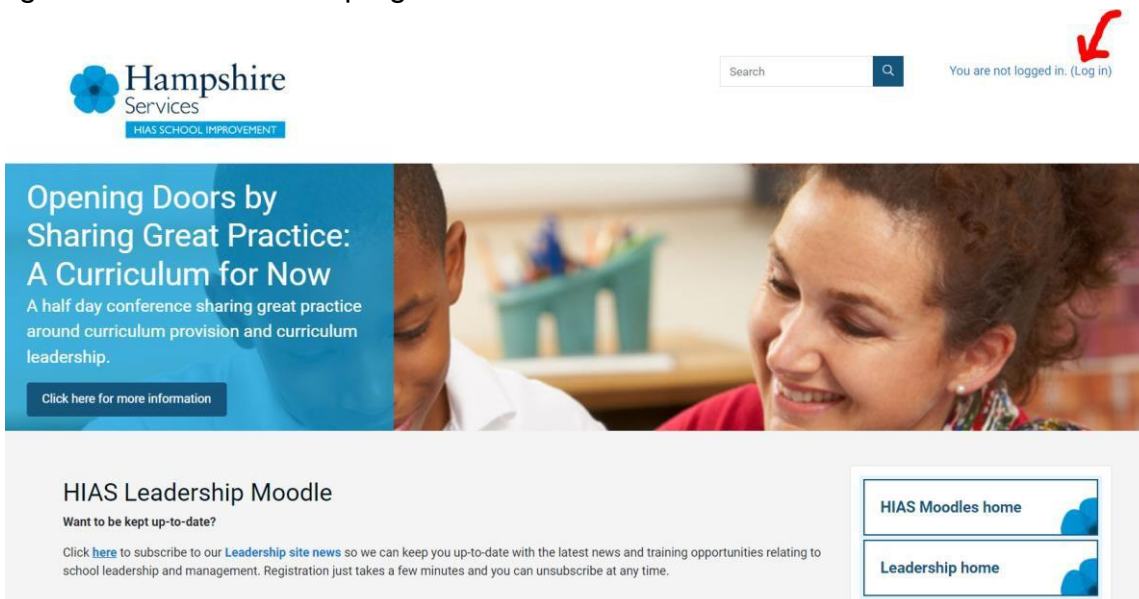 Hampshire
Services
HIAS SCHOOL IMPROVEMENT
Search
You are not logged in. (Log in)
Opening Doors by
Sharing Great Practice:
A Curriculum for Now
A half day conference sharing great practice
around curriculum provision and curriculum
leadership.
Click here for more information
HIAS Leadership Moodle
Want to be kept up-to-date?
Click here to subscribe to our Leadership site news so we can keep you up-to-date with the latest news and training opportunities relating to
school leadership and management. Registration just takes a few minutes and you can unsubscribe at any time.
HIAS Moodles home
Leadership home